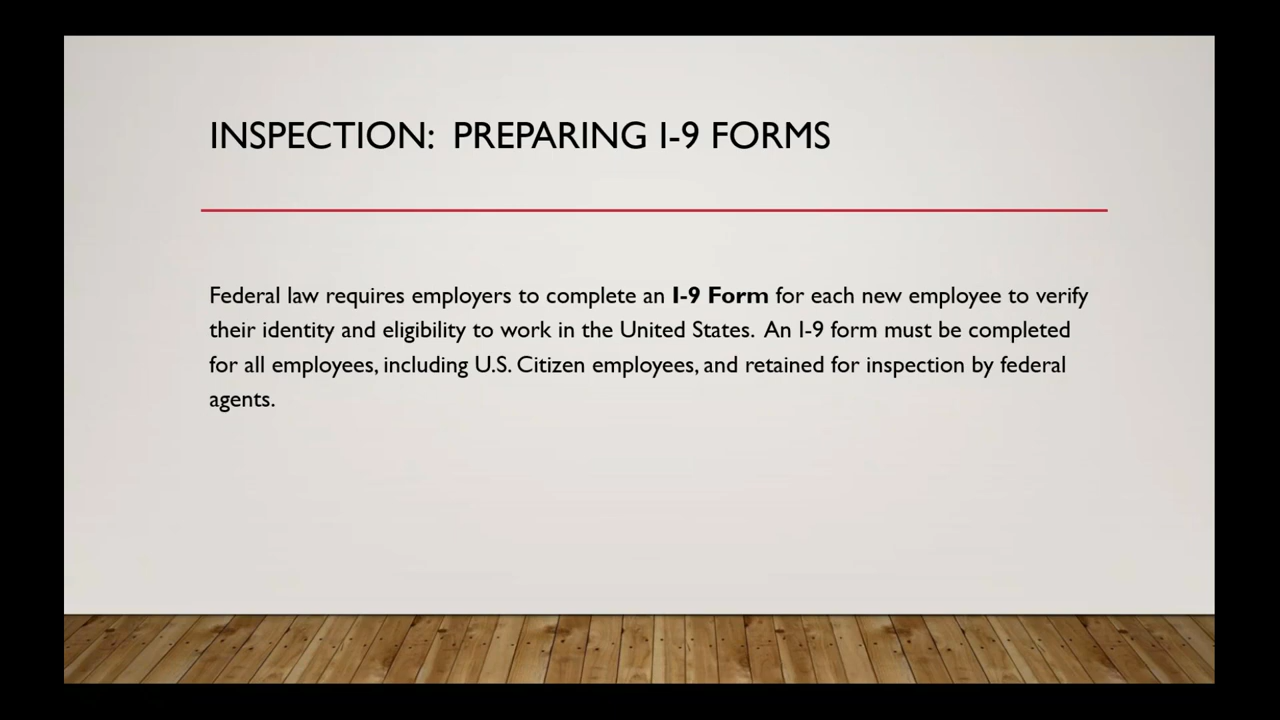 INSPECTION:  PREPARING I-9 FORMS
Federal law requires employers to complete an I-9 Form for each new employee to verify
their identity and eligibility to work in the United States.  An I-9 form must be completed
for all employees, including U.S. Citizen employees, and retained for inspection by federal
agents.